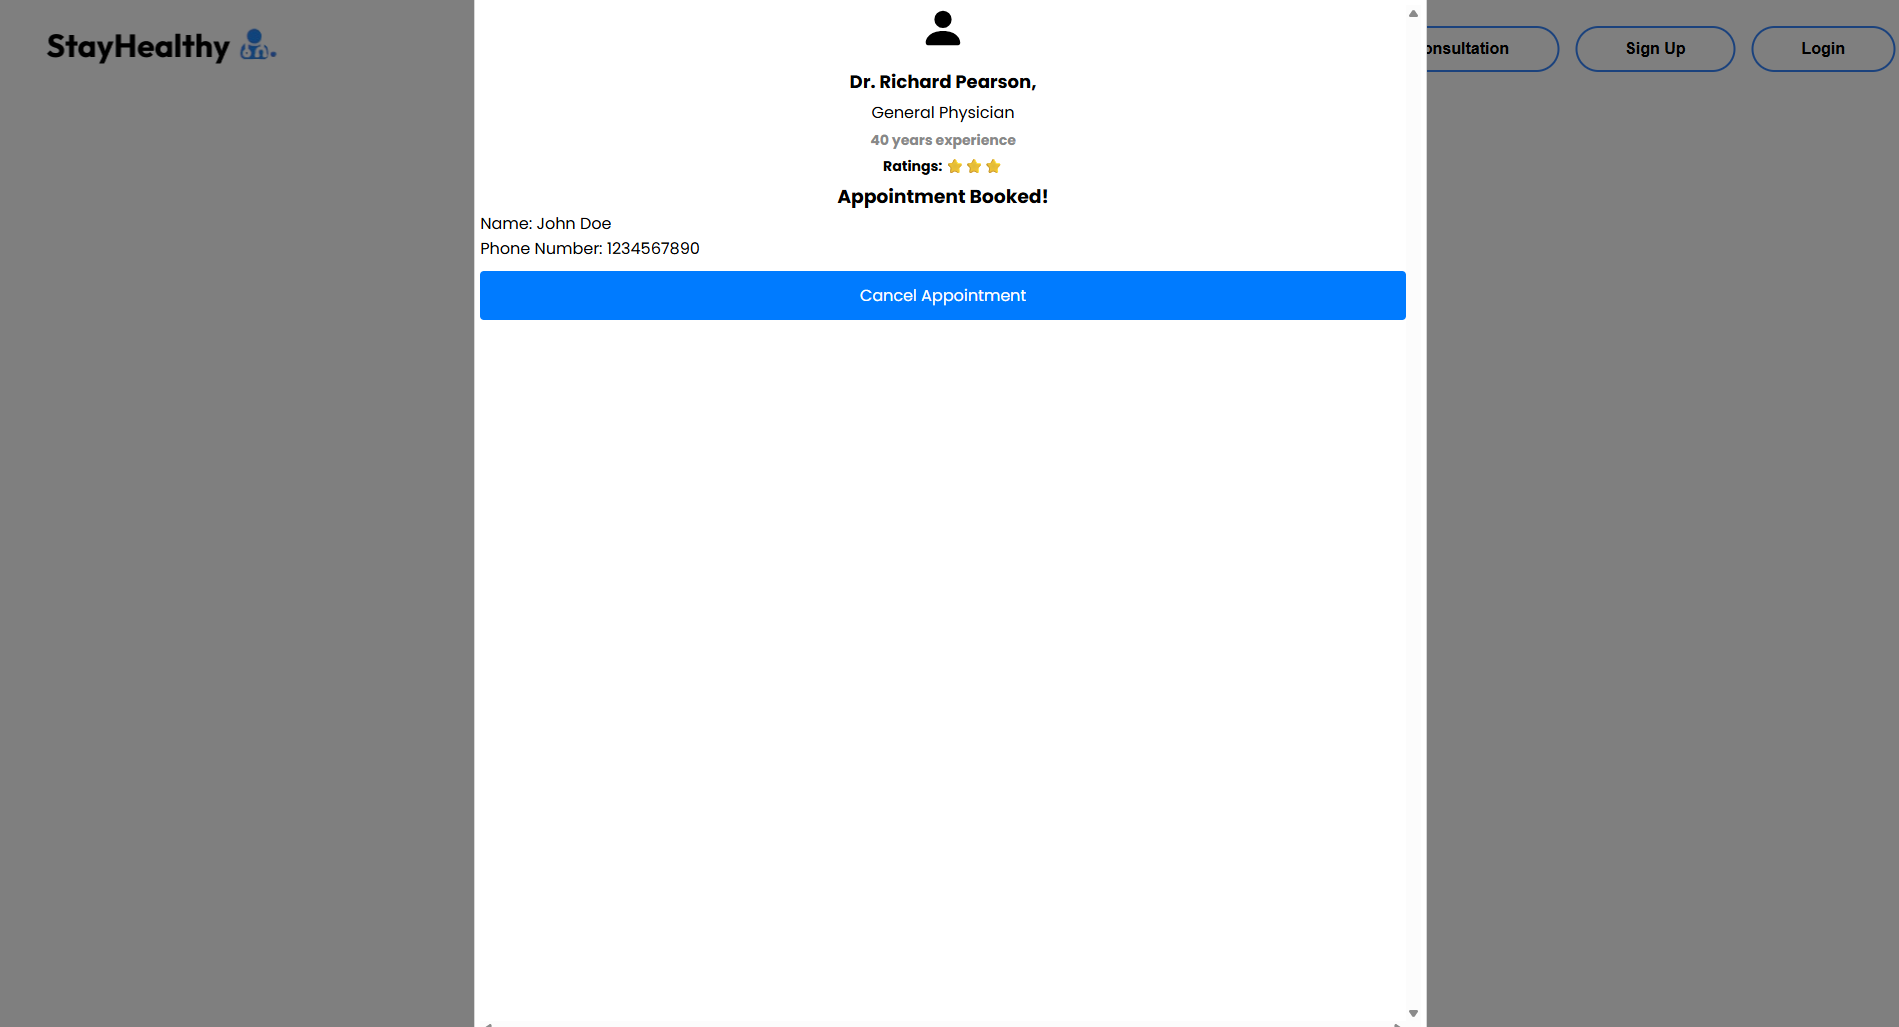 StayHealthy
onsultation
Sign Up
Login
Dr. Richard Pearson,
General Physician
40 years experience
Ratings:
Appointment Booked!
Name: John Doe
Phone Number: 1234567890
Cancel Appointment